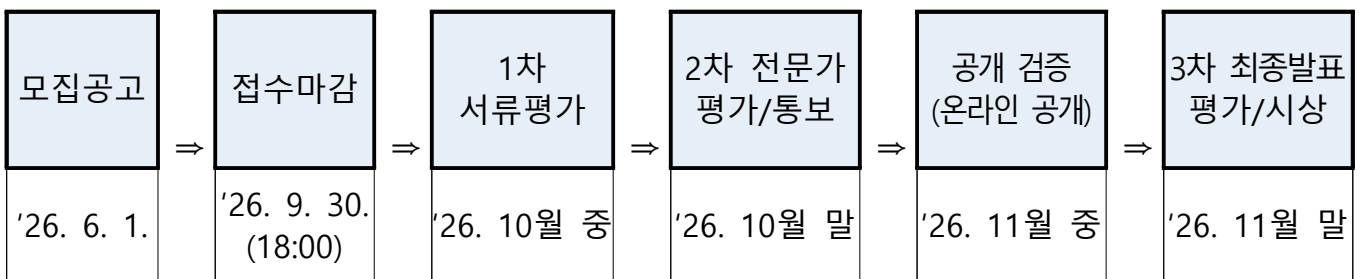 모집공고
⇒
접수마감
⇒
1차
서류평가
⇒
2차 전문가
평가/통보
⇒
공개 검증
(온라인 공개)
⇒
3차 최종발표
평가/시상
'26. 6. 1.
'26. 9. 30.
(18:00)
'26. 10월 중
'26. 10월 말
'26. 11월 중
'26. 11월 말